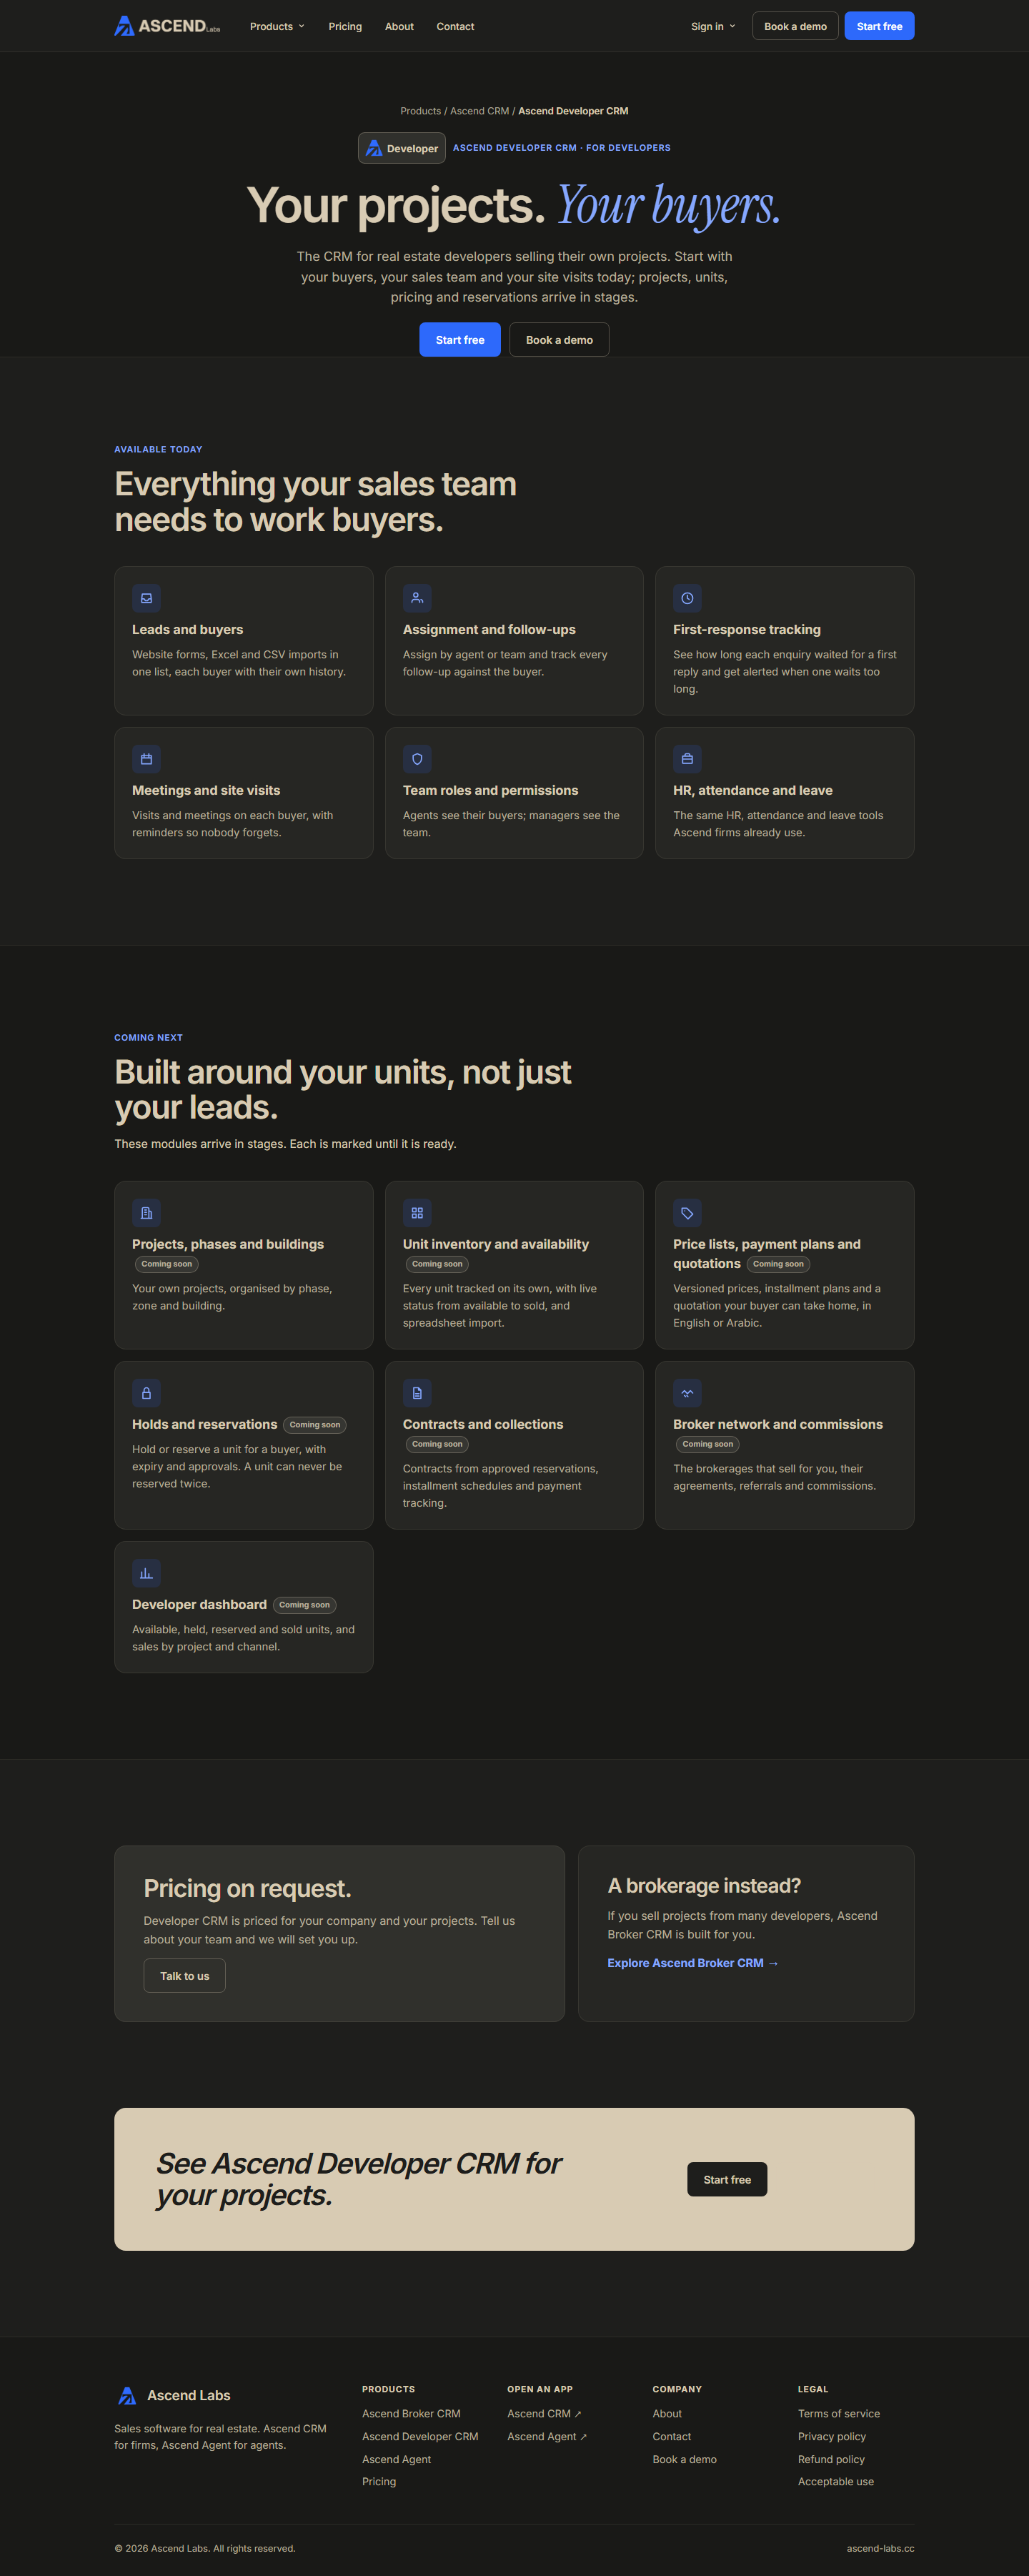 ASCEND Labs
Products
Pricing
About
Contact
Sign in
Book a demo
Start free
Products / Ascend CRM / Ascend Developer CRM
Developer
ASCEND DEVELOPER CRM · FOR DEVELOPERS
Your projects. Your buyers.
The CRM for real estate developers selling their own projects. Start with
your buyers, your sales team and your site visits today; projects, units,
pricing and reservations arrive in stages.
Start free
Book a demo
AVAILABLE TODAY
Everything your sales team
needs to work buyers.
Leads and buyers
Website forms, Excel and CSV imports in
one list, each buyer with their own history.
Assignment and follow-ups
Assign by agent or team and track every
follow-up against the buyer.
First-response tracking
See how long each enquiry waited for a first
reply and get alerted when one waits too
long.
Meetings and site visits
Visits and meetings on each buyer, with
reminders so nobody forgets.
Team roles and permissions
Agents see their buyers; managers see the
team.
HR, attendance and leave
The same HR, attendance and leave tools
Ascend firms already use.
COMING NEXT
Built around your units, not just
your leads.
These modules arrive in stages. Each is marked until it is ready.
Projects, phases and buildings
Coming soon
Your own projects, organised by phase,
zone and building.
Unit inventory and availability
Coming soon
Every unit tracked on its own, with live
status from available to sold, and
spreadsheet import.
Price lists, payment plans and
quotations Coming soon
Versioned prices, installment plans and a
quotation your buyer can take home, in
English or Arabic.
Holds and reservations Coming soon
Hold or reserve a unit for a buyer, with
expiry and approvals. A unit can never be
reserved twice.
Contracts and collections
Coming soon
Contracts from approved reservations,
installment schedules and payment
tracking.
Broker network and commissions
Coming soon
The brokerages that sell for you, their
agreements, referrals and commissions.
Developer dashboard Coming soon
Available, held, reserved and sold units, and
sales by project and channel.
Pricing on request.
Developer CRM is priced for your company and your projects. Tell us
about your team and we will set you up.
Talk to us
A brokerage instead?
If you sell projects from many developers, Ascend
Broker CRM is built for you.
Explore Ascend Broker CRM →
See Ascend Developer CRM for
your projects.
Start free
Ascend Labs
Sales software for real estate. Ascend CRM
for firms, Ascend Agent for agents.
PRODUCTS
Ascend Broker CRM
Ascend Developer CRM
Ascend Agent
Pricing
OPEN AN APP
Ascend CRM ↗
Ascend Agent ↗
COMPANY
About
Contact
Book a demo
LEGAL
Terms of service
Privacy policy
Refund policy
Acceptable use
© 2026 Ascend Labs. All rights reserved.
ascend-labs.cc